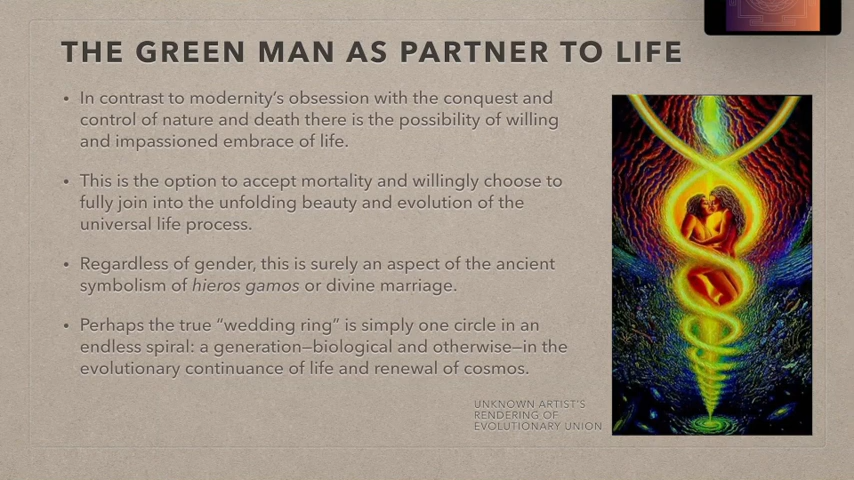 THE GREEN MAN AS PARTNER TO LIFE
• In contrast to modernity's obsession with the conquest and
control of nature and death there is the possibility of willing
and impassioned embrace of life.
• This is the option to accept mortality and willingly choose to
fully join into the unfolding beauty and evolution of the
universal life process.
• Regardless of gender, this is surely an aspect of the ancient
symbolism of hieros gamos or divine marriage.
• Perhaps the true “wedding ring” is simply one circle in an
endless spiral: a generation—biological and otherwise—in the
evolutionary continuance of life and renewal of cosmos.
UNKNOWN ARTIST'S
RENDERING OF
EVOLUTIONARY UNION